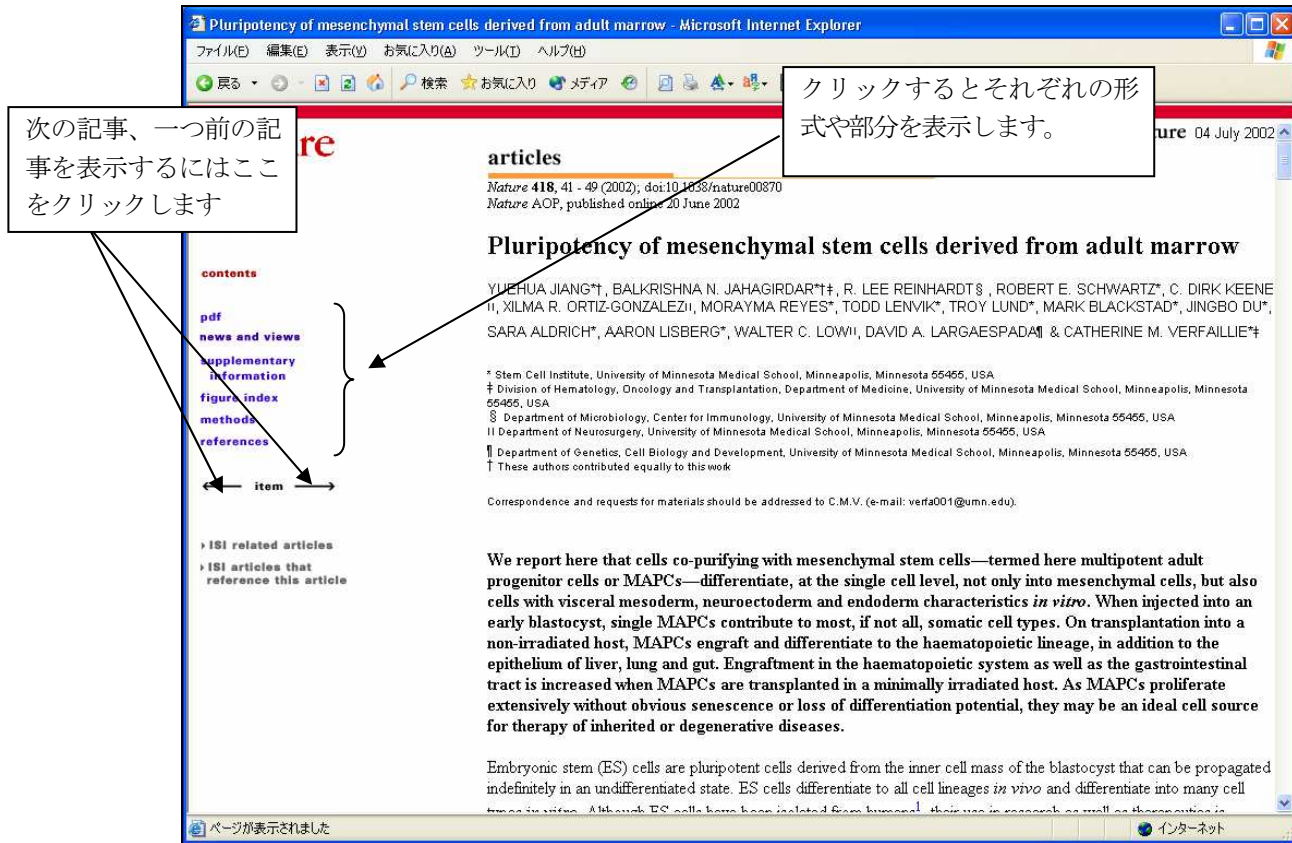 Pluripotency of mesenchymal stem cells derived from adult marrow - Microsoft Internet Explorer
ファイル(F) 編集(E) 表示(V) お気に入り(A) ツール(T) ヘルプ(H)
戻る 検索 お気に入り メディア
クリックするとそれぞれの形
式や部分を表示します。
次の記事、一つ前の記
事を表示するにはここ
をクリックします
04 July 2002
articles
Nature 418, 41 - 49 (2002); doi:10.1038/nature00870
Nature AOP, published online 20 June 2002
Pluripotency of mesenchymal stem cells derived from adult marrow
YUEHUA JIANG*†, BALKRISHNA N. JAHAGIRDAR*†‡, R. LEE REINHARDT§, ROBERT E. SCHWARTZ*, C. DIRK KEENE
II, XILMA R. ORTIZ-GONZALEZII, MORAYMA REYES*, TODD LENVIK*, TROY LUND*, MARK BLACKSTAD*, JINGBO DU*,
SARA ALDRICH*, AARON LISBERG*, WALTER C. LOWII, DAVID A. LARGAESPADA¶ & CATHERINE M. VERFAILLIE*‡
* Stem Cell Institute, University of Minnesota Medical School, Minneapolis, Minnesota 55455, USA
‡ Division of Hematology, Oncology and Transplantation, Department of Medicine, University of Minnesota Medical School, Minneapolis, Minnesota
55455, USA
§ Department of Microbiology, Center for Immunology, University of Minnesota Medical School, Minneapolis, Minnesota 55455, USA
II Department of Neurosurgery, University of Minnesota Medical School, Minneapolis, Minnesota 55455, USA
¶ Department of Genetics, Cell Biology and Development, University of Minnesota Medical School, Minneapolis, Minnesota 55455, USA
† These authors contributed equally to this work
Correspondence and requests for materials should be addressed to C.M.V. (e-mail: verfa001@umn.edu).
contents
pdf
news and views
supplementary
information
figure index
methods
references
item
ISI related articles
ISI articles that
reference this article
We report here that cells co-purifying with mesenchymal stem cells—termed here multipotent adult
progenitor cells or MAPCs—differentiate, at the single cell level, not only into mesenchymal cells, but also
cells with visceral mesoderm, neuroectoderm and endoderm characteristics in vitro. When injected into an
early blastocyst, single MAPCs contribute to most, if not all, somatic cell types. On transplantation into a
non-irradiated host, MAPCs engraft and differentiate to the haematopoietic lineage, in addition to the
epithelium of liver, lung and gut. Engraftment in the haematopoietic system as well as the gastrointestinal
tract is increased when MAPCs are transplanted in a minimally irradiated host. As MAPCs proliferate
extensively without obvious senescence or loss of differentiation potential, they may be an ideal cell source
for therapy of inherited or degenerative diseases.
Embryonic stem (ES) cells are pluripotent cells derived from the inner cell mass of the blastocyst that can be propagated
indefinitely in an undifferentiated state. ES cells differentiate to all cell lineages in vivo and differentiate into many cell
types in vitro. Although ES cells have been isolated from humans1, their use in research as well as therapeutics is
ページが表示されました
インターネット